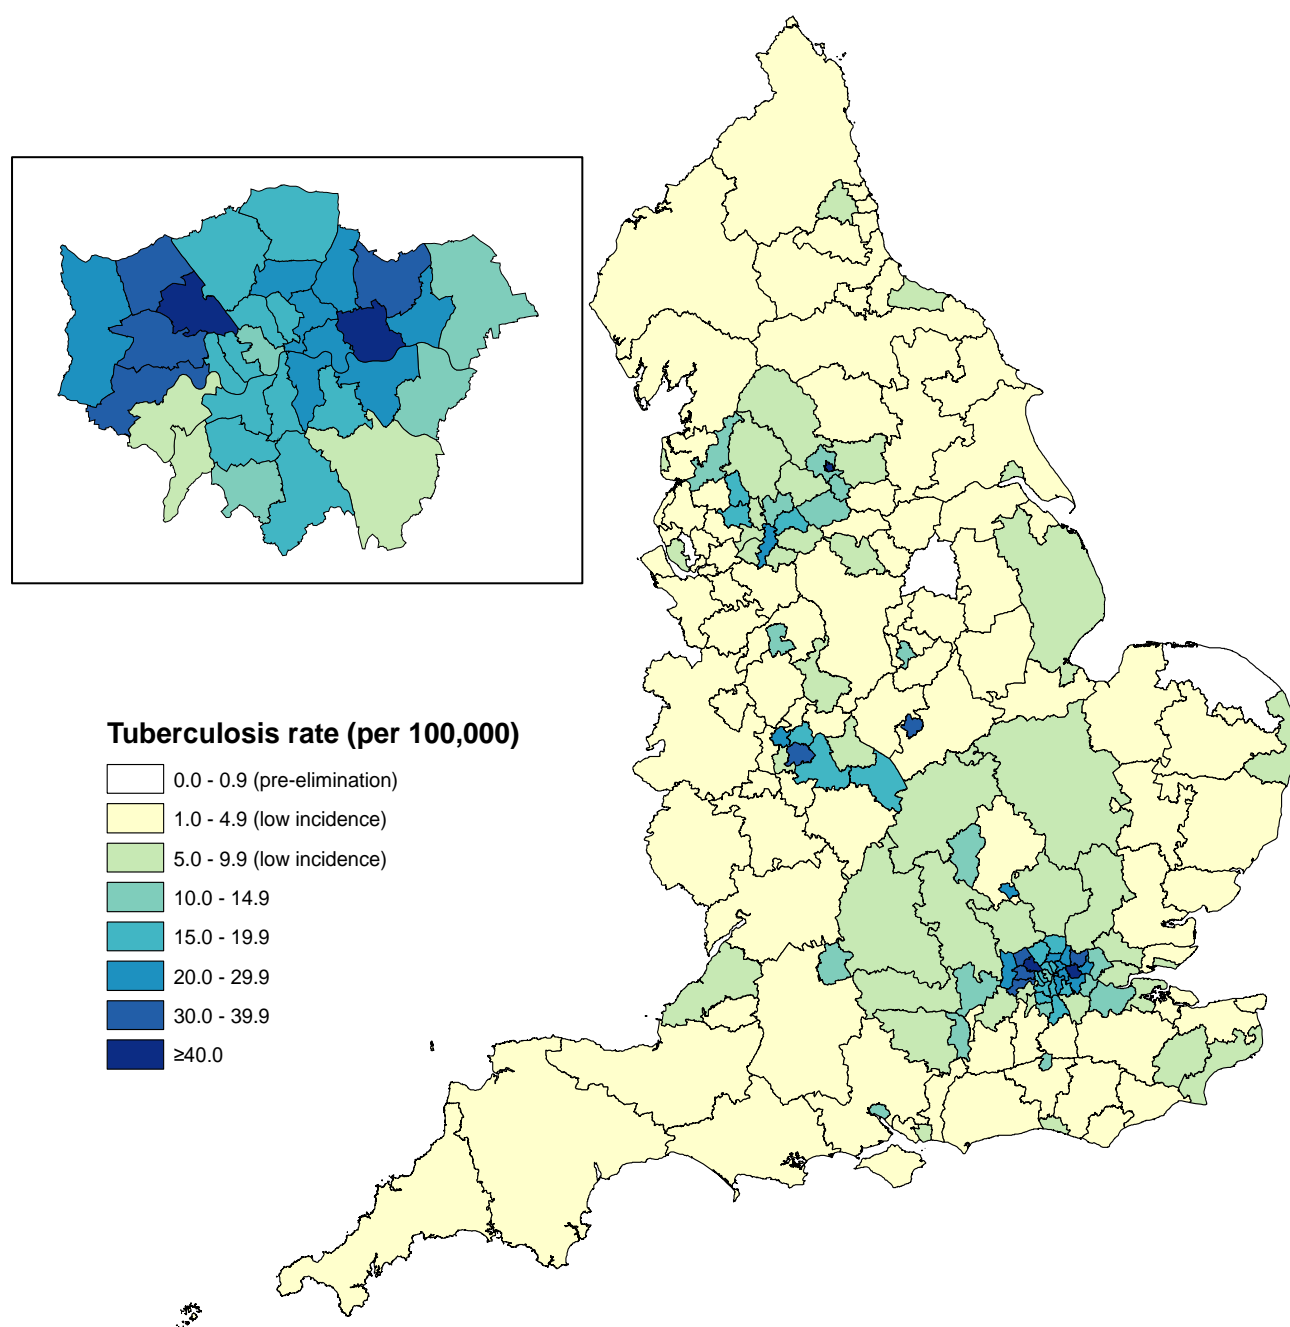 Tuberculosis rate (per 100,000)
0.0 - 0.9 (pre-elimination)
1.0 - 4.9 (low incidence)
5.0 - 9.9 (low incidence)
10.0 - 14.9
15.0 - 19.9
20.0 - 29.9
30.0 - 39.9
≥40.0